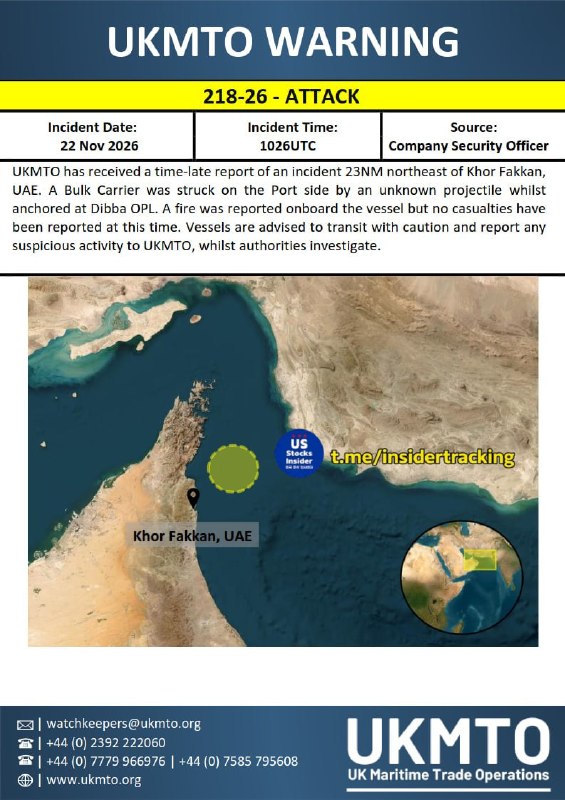 UKMTO WARNING
218-26 - ATTACK
Incident Date:
22 Nov 2026
Incident Time:
1026UTC
Source:
Company Security Officer
UKMTO has received a time-late report of an incident 23NM northeast of Khor Fakkan,
UAE. A Bulk Carrier was struck on the Port side by an unknown projectile whilst
anchored at Dibba OPL. A fire was reported onboard the vessel but no casualties have
been reported at this time. Vessels are advised to transit with caution and report any
suspicious activity to UKMTO, whilst authorities investigate.
US
Stocks
Insider
t.me/insidertracking
Khor Fakkan, UAE
| watchkeepers@ukmto.org
| +44 (0) 2392 222060
| +44 (0) 7779 966976 | +44 (0) 7585 795608
| www.ukmto.org
UKMTO
UK Maritime Trade Operations